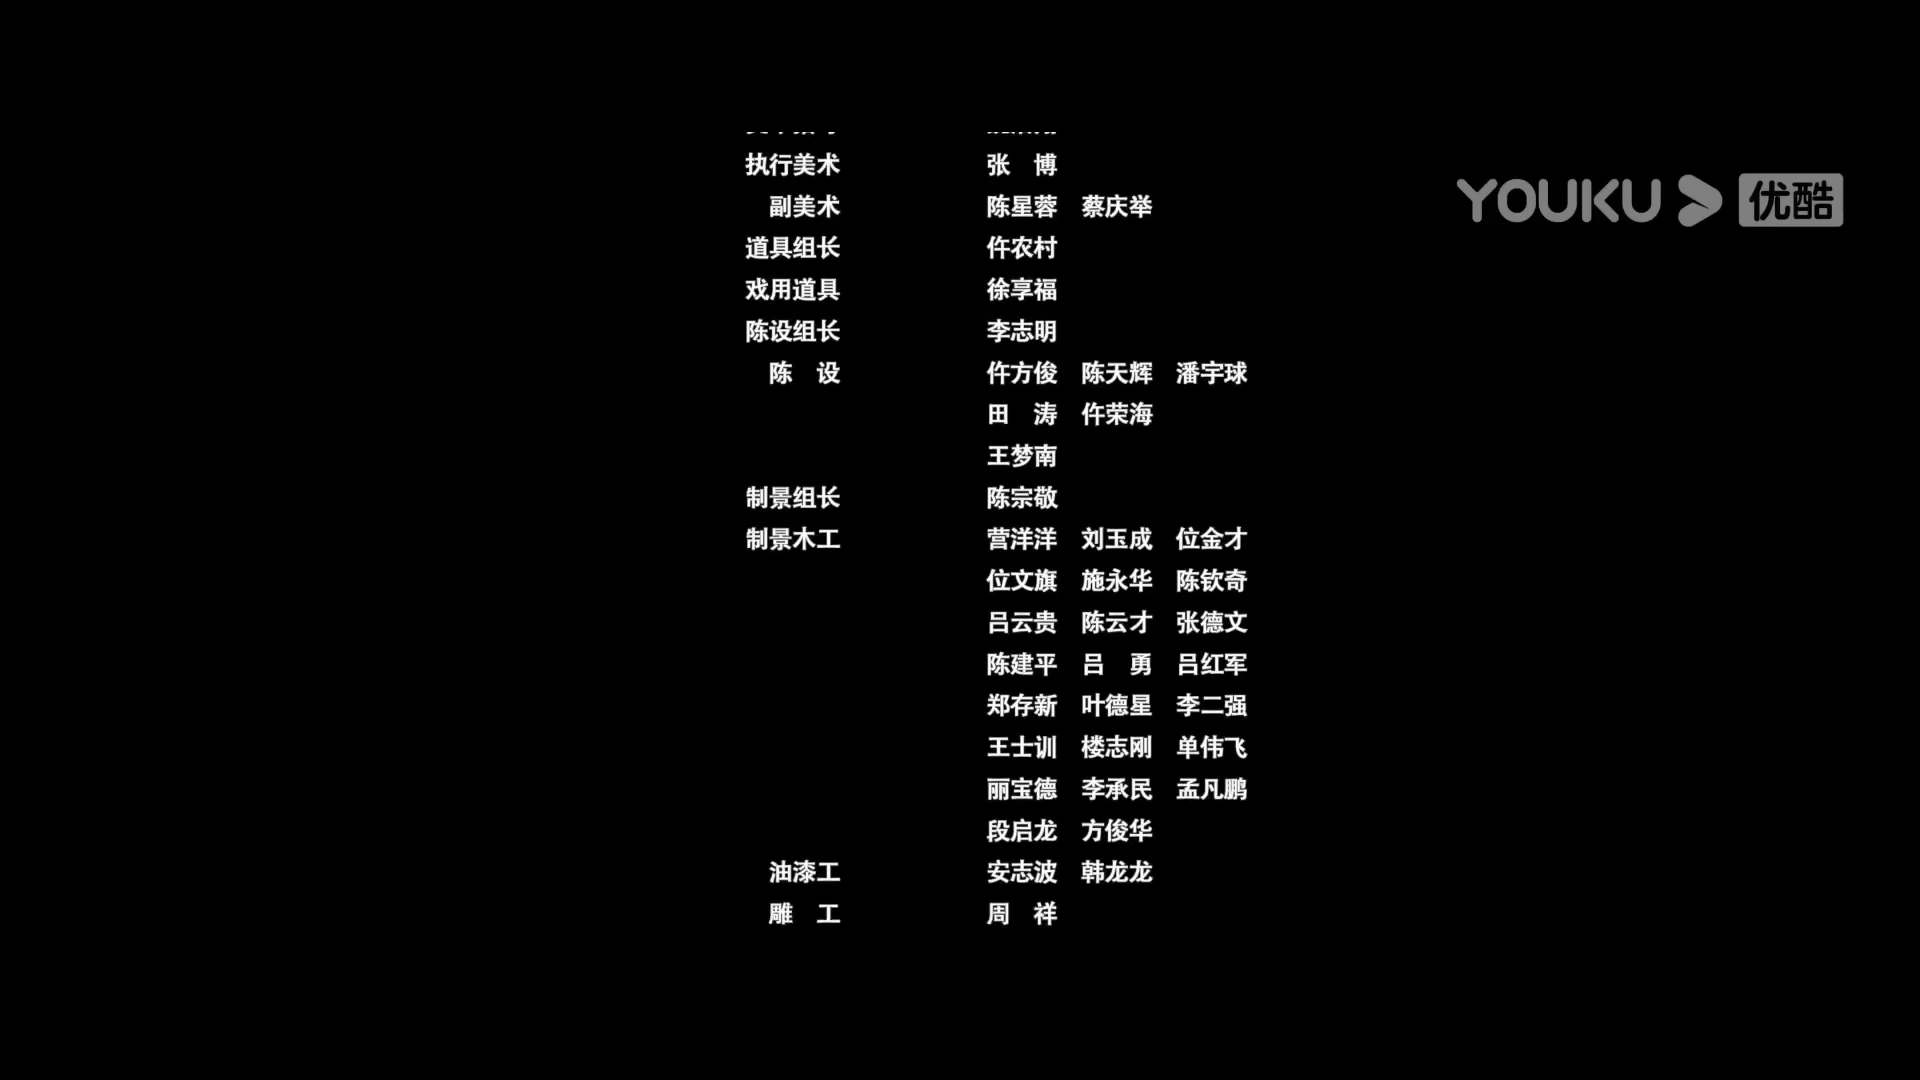 执行美术 张 博
YOUKU 优酷
副美术 陈星蓉 蔡庆举
道具组长 仵农村
戏用道具 徐享福
陈设组长 李志明
陈 设 仵方俊 陈天辉 潘宇球
田 涛 仵荣海
王梦南
制景组长 陈宗敬
制景木工 营洋洋 刘玉成 位金才
位文旗 施永华 陈钦奇
吕云贵 陈云才 张德文
陈建平 吕 勇 吕红军
郑存新 叶德星 李二强
王士训 楼志刚 单伟飞
丽宝德 李承民 孟凡鹏
段启龙 方俊华
油漆工 安志波 韩龙龙
雕 工 周 祥